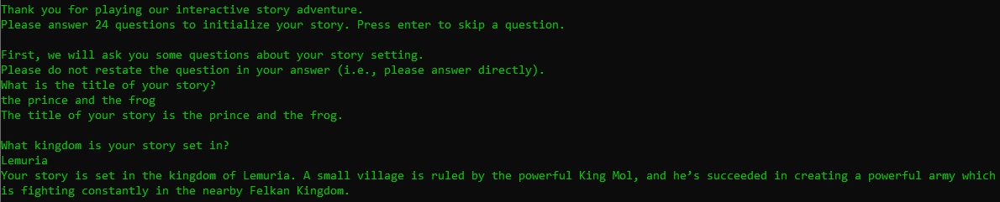 Thank you for playing our interactive story adventure.
Please answer 24 questions to initialize your story. Press enter to skip a question.
First, we will ask you some questions about your story setting.
Please do not restate the question in your answer (i.e., please answer directly).
What is the title of your story?
the prince and the frog
The title of your story is the prince and the frog.
What kingdom is your story set in?
Lemuria
Your story is set in the kingdom of Lemuria. A small village is ruled by the powerful King Mol, and he’s succeeded in creating a powerful army which
is fighting constantly in the nearby Felkan Kingdom.